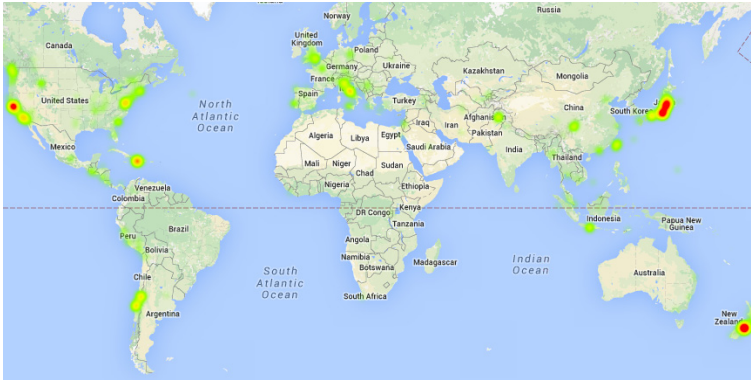 Norway
Russia
Canada
United
Kingdom
Poland
Germany
Ukraine
Kazakhstan
France
Mongolia
United States
North
Atlantic
Ocean
Spain
Turkey
China
South Kore
J
Iraq
Iran
Afghanis
Pakistan
Algeria
Libya
Egypt
Saudi Arabia
Mexico
India
Mali
Niger
Chad
Sudan
Thailand
Venezuela
Nigeria
Ethiopia
Colombia
DR Congo
Kenya
Indonesia
Papua New
Guinea
Tanzania
Brazil
Peru
Angola
Bolivia
Indian
Ocean
Namibia
Botswana
Madagascar
Chile
South
Atlantic
Ocean
Australia
South Africa
Argentina
New
Zealand